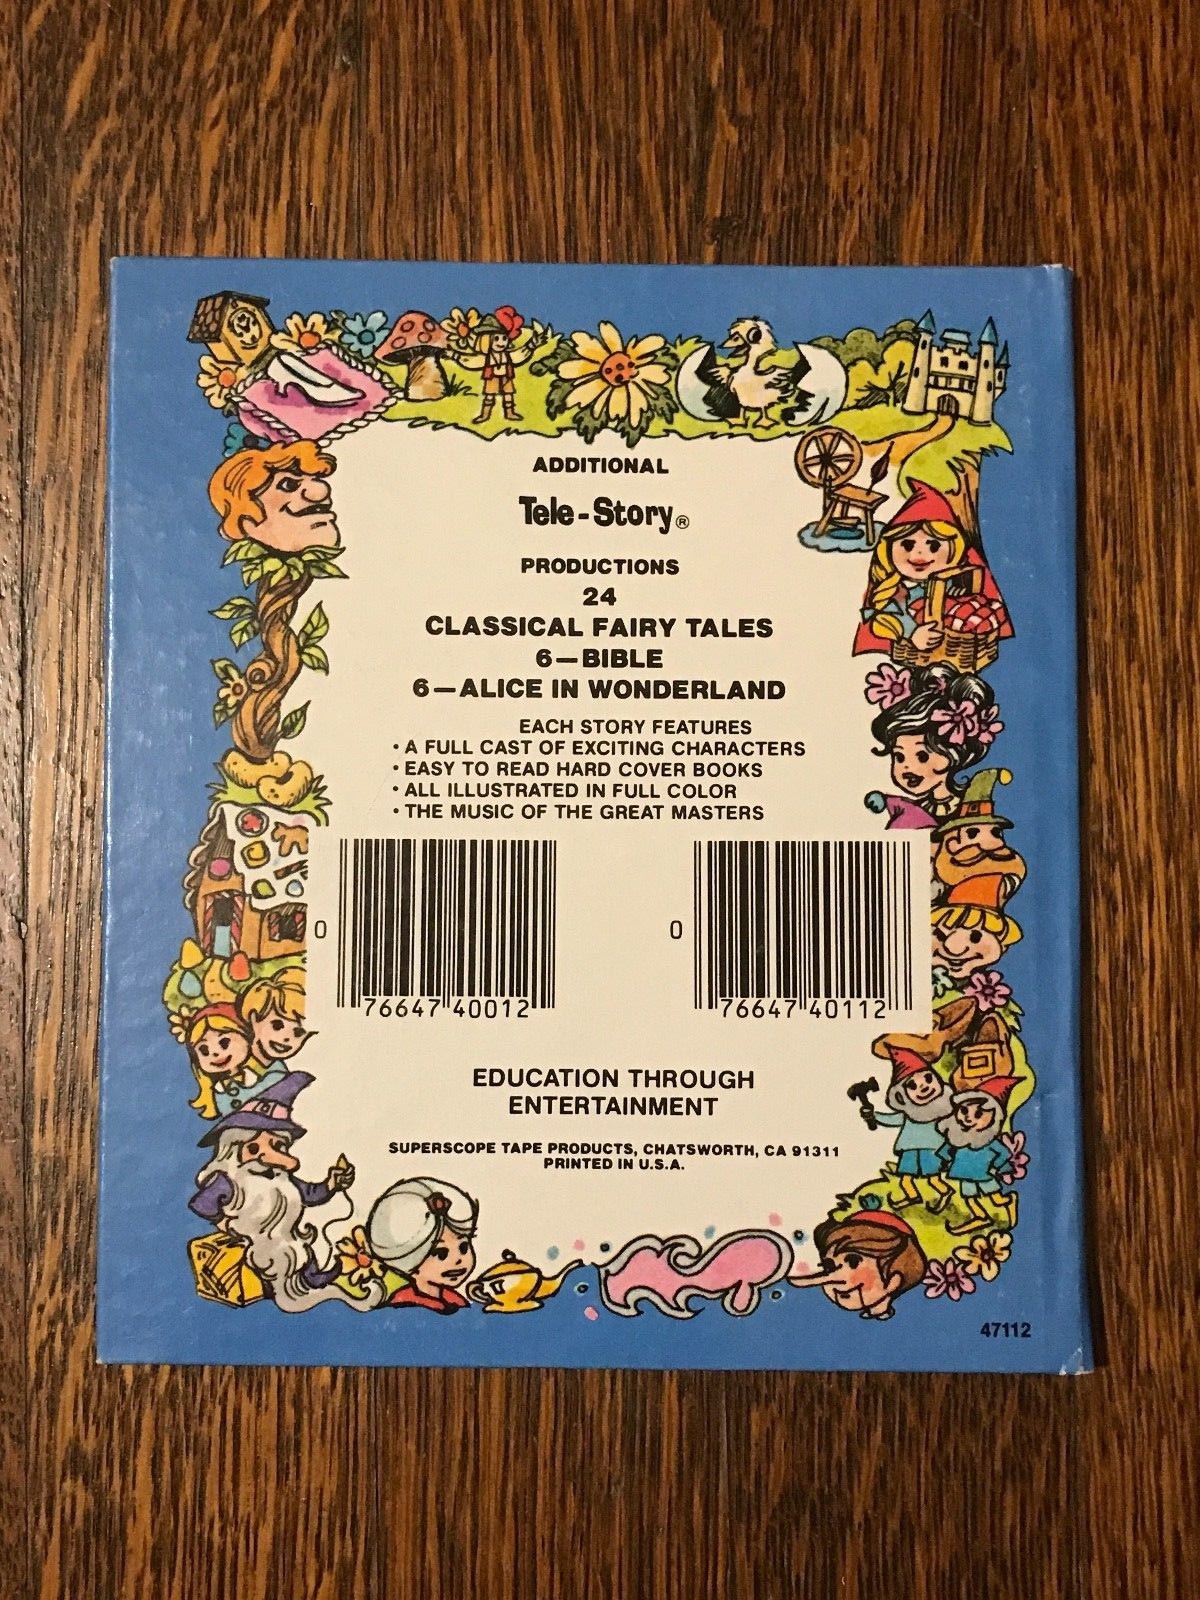 ADDITIONAL
Tele-Story®
PRODUCTIONS
24
CLASSICAL FAIRY TALES
6—BIBLE
6—ALICE IN WONDERLAND
EACH STORY FEATURES
• A FULL CAST OF EXCITING CHARACTERS
• EASY TO READ HARD COVER BOOKS
• ALL ILLUSTRATED IN FULL COLOR
• THE MUSIC OF THE GREAT MASTERS
0 76647 40012
0 76647 40112
EDUCATION THROUGH
ENTERTAINMENT
SUPERSCOPE TAPE PRODUCTS, CHATSWORTH, CA 91311
PRINTED IN U.S.A.
47112